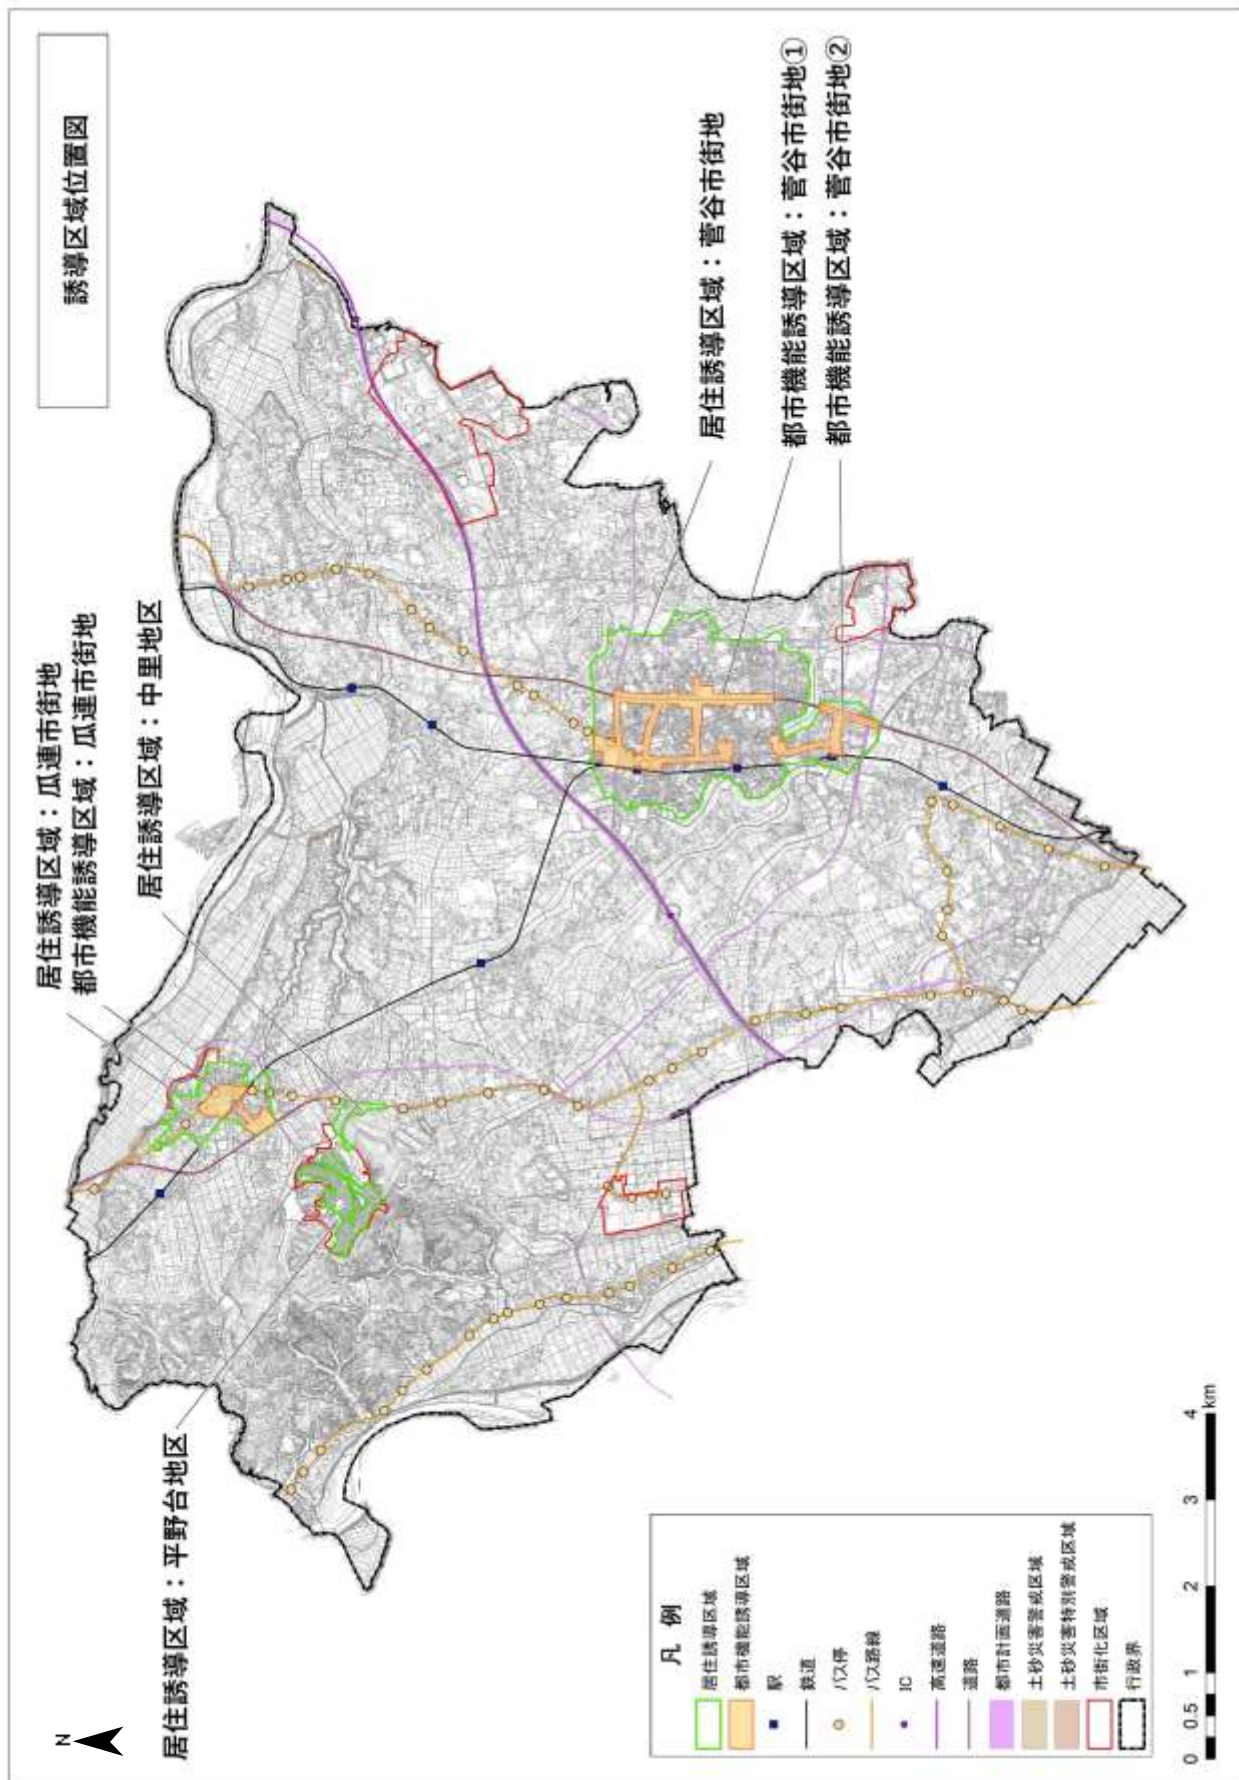 誘導区域位置図
居住誘導区域：瓜連市街地
都市機能誘導区域：瓜連市街地
居住誘導区域：中里地区
居住誘導区域：平野台地区
居住誘導区域：菅谷市街地
都市機能誘導区域：菅谷市街地①
都市機能誘導区域：菅谷市街地②
N
凡 例
居住誘導区域
都市機能誘導区域
駅
鉄道
バス停
バス路線
IC
高速道路
道路
都市計画道路
土砂災害警戒区域
土砂災害特別警戒区域
市街化区域
行政界
0 0.5 1 2 3 4
km